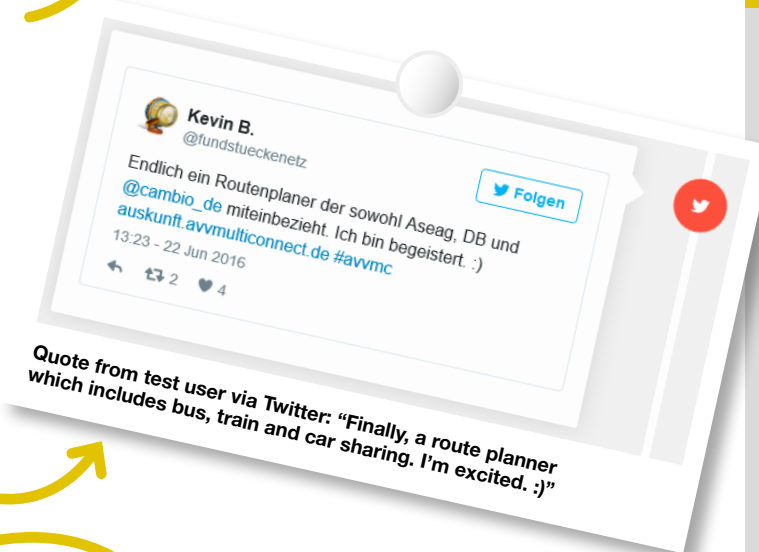 Kevin B.
@fundstueckenetz
Folgen
Endlich ein Routenplaner der sowohl Aseag, DB und
@cambio_de miteinbezieht. Ich bin begeistert. :)
auskunft.avvmulticonnect.de #avvmc
13:23 - 22 Jun 2016
2
4
Quote from test user via Twitter: “Finally, a route planner
which includes bus, train and car sharing. I’m excited. :)”